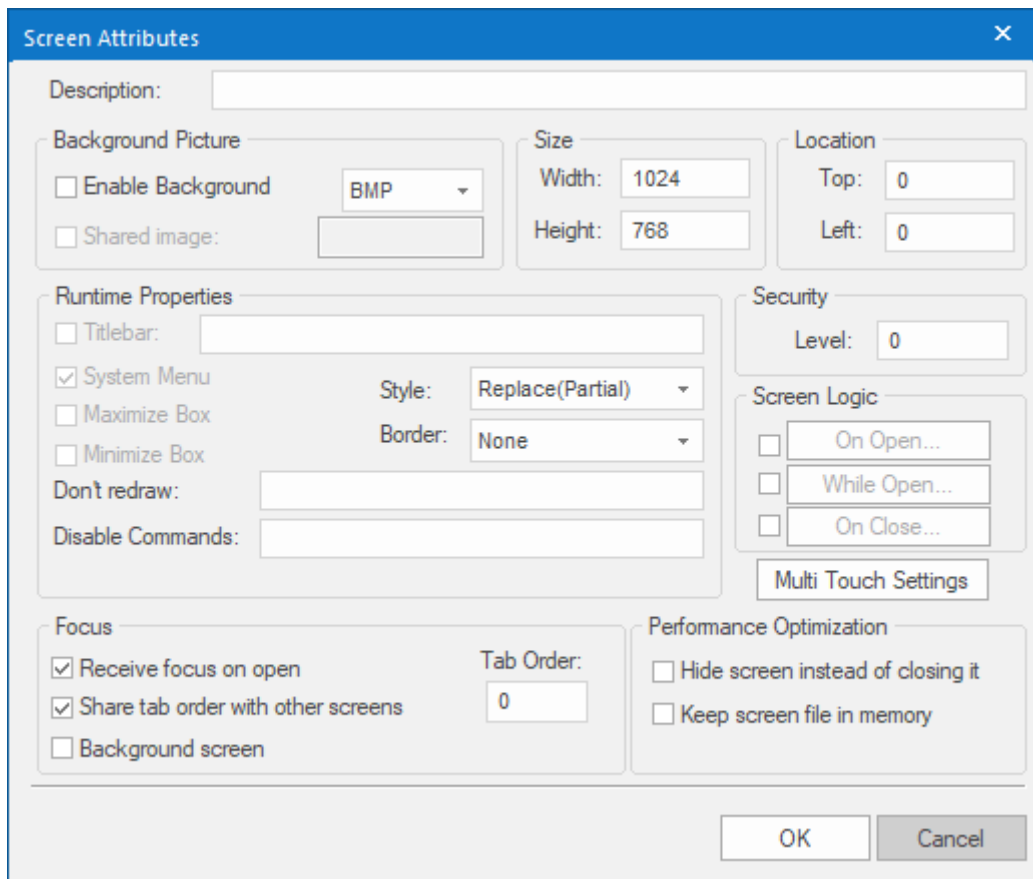 Screen Attributes
Description:
Background Picture
Enable Background
BMP
Shared image:
Size
Width: 1024
Height: 768
Location
Top: 0
Left: 0
Runtime Properties
Titlebar:
System Menu
Maximize Box
Minimize Box
Style: Replace(Partial)
Border: None
Don't redraw:
Disable Commands:
Security
Level: 0
Screen Logic
On Open...
While Open...
On Close...
Multi Touch Settings
Focus
Receive focus on open
Share tab order with other screens
Background screen
Tab Order:
0
Performance Optimization
Hide screen instead of closing it
Keep screen file in memory
OK
Cancel